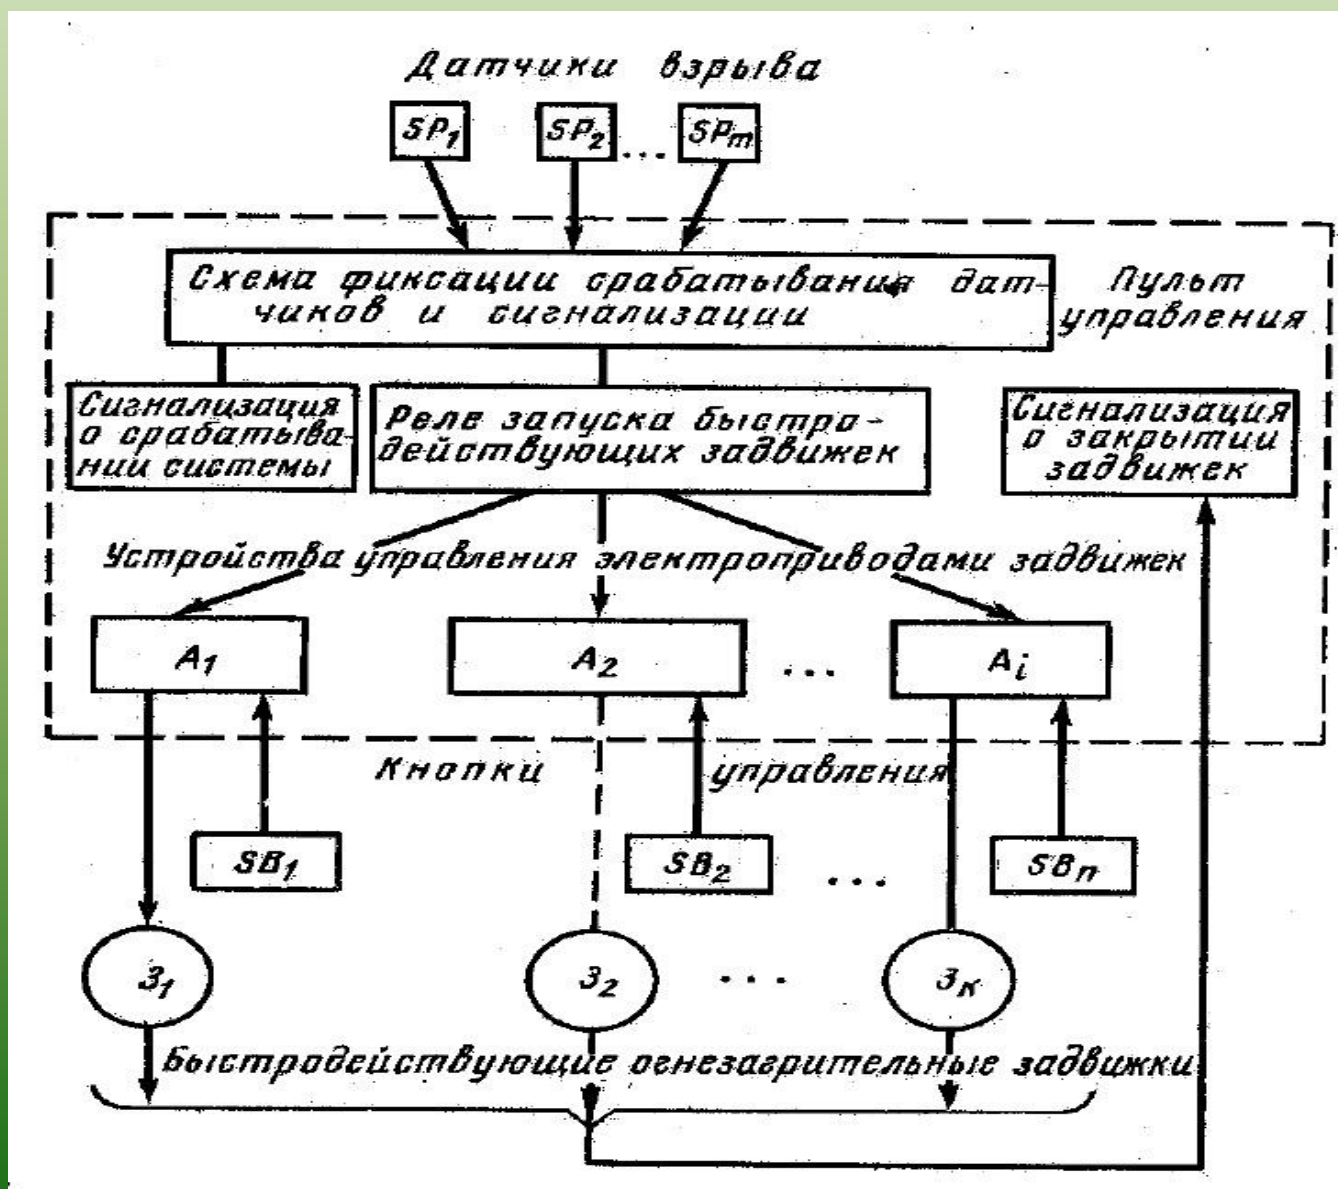 Датчики взрыва
SP1
SP2
...
SPm
Схема фиксации срабатывания дат-
чиков и сигнализации
Пульт
управления
Сигнализация
о срабатыва-
нии системы
Реле запуска быстро-
действующих задвижек
Сигнализация
о закрытии
задвижек
Устройства управления электроприводами задвижек
A1
A2
...
Ai
Кнопки управления
SB1
SB2
...
SBn
З1
З2
...
Зк
Быстродействующие огнезагрительные задвижки